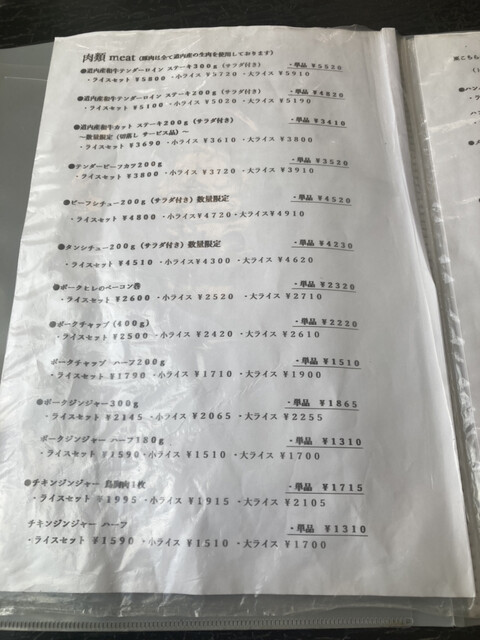 肉類 meat (豚肉以外全て道内産の生肉を使用しております)
●道内産和牛テンダーロイン ステーキ300g (サラダ付き) ・単品 ¥5520
・ライスセット ¥5800 ・小ライス ¥5720 ・大ライス ¥5910
●道内産和牛テンダーロイン ステーキ200g (サラダ付き) ・単品 ¥4820
・ライスセット ¥5100 ・小ライス ¥5020 ・大ライス ¥5190
●道内産和牛カット ステーキ200g (サラダ付き) ・単品 ¥3410
～数量限定 (切落し サービス品) ～
・ライスセット ¥3690 ・小ライス ¥3610 ・大ライス ¥3800
●テンダービーフカツ200g ・単品 ¥3520
・ライスセット ¥3800 ・小ライス ¥3720 ・大ライス ¥3910
●ビーフシチュー200g (サラダ付き) 数量限定 ・単品 ¥4520
・ライスセット ¥4800 ・小ライス ¥4720・大ライス ¥4910
●タンシチュー200g (サラダ付き) 数量限定 ・単品 ¥4230
・ライスセット ¥4510 ・小ライス ¥4300 ・大ライス ¥4620
●ポークヒレのベーコン巻 ・単品 ¥2320
・ライスセット ¥2600 ・小ライス ¥2520 ・大ライス ¥2710
●ポークチャップ (400g) ・単品 ¥2220
・ライスセット ¥2500 ・小ライス ¥2420 ・大ライス ¥2610
ポークチャップ ハーフ200g ・単品 ¥1510
・ライスセット ¥1790 ・小ライス ¥1710 ・大ライス ¥1900
●ポークジンジャー300g ・単品 ¥1865
・ライスセット ¥2145 ・小ライス ¥2065 ・大ライス ¥2255
ポークジンジャー ハーフ180g ・単品 ¥1310
・ライスセット ¥1590・小ライス ¥1510 ・大ライス ¥1700
●チキンジンジャー 鳥胸肉1枚 ・単品 ¥1715
・ライスセット ¥1995 ・小ライス ¥1915 ・大ライス ¥2105
チキンジンジャー ハーフ ・単品 ¥1310
・ライスセット ¥1590 ・小ライス ¥1510 ・大ライス ¥1700